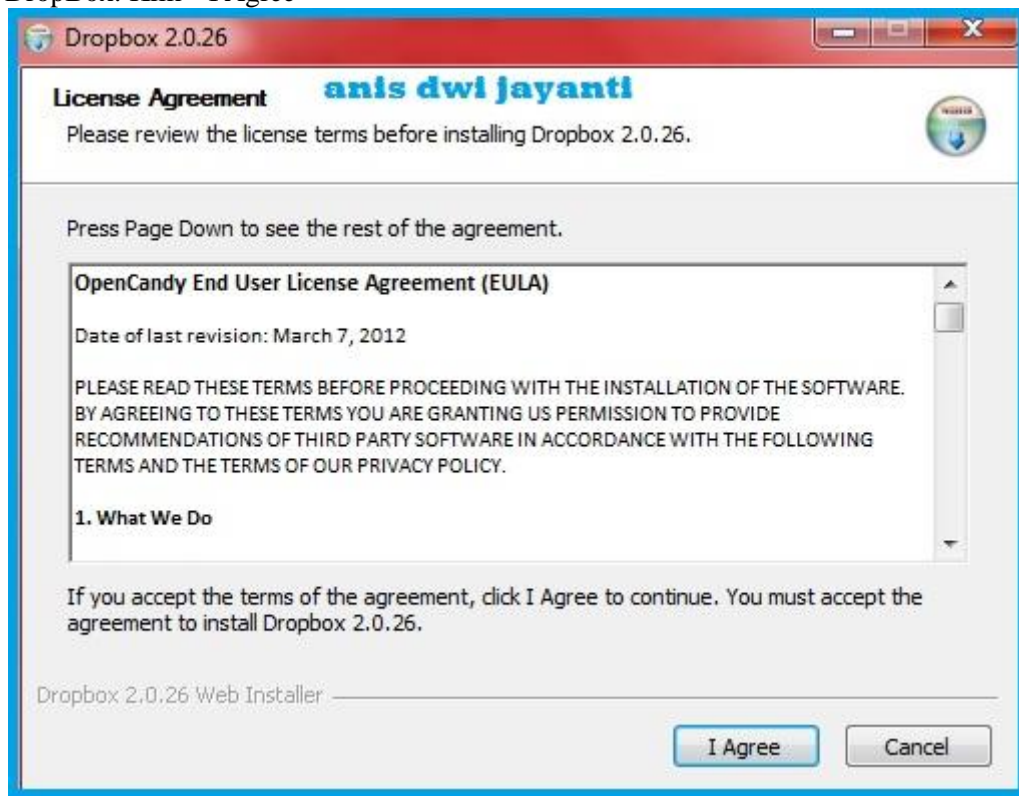 Dropbox 2.0.26
License Agreement
anis dwi jayanti
Please review the license terms before installing Dropbox 2.0.26.
Press Page Down to see the rest of the agreement.
OpenCandy End User License Agreement (EULA)
Date of last revision: March 7, 2012
PLEASE READ THESE TERMS BEFORE PROCEEDING WITH THE INSTALLATION OF THE SOFTWARE.
BY AGREEING TO THESE TERMS YOU ARE GRANTING US PERMISSION TO PROVIDE
RECOMMENDATIONS OF THIRD PARTY SOFTWARE IN ACCORDANCE WITH THE FOLLOWING
TERMS AND THE TERMS OF OUR PRIVACY POLICY.
1. What We Do
If you accept the terms of the agreement, click I Agree to continue. You must accept the
agreement to install Dropbox 2.0.26.
Dropbox 2.0.26 Web Installer
I Agree
Cancel